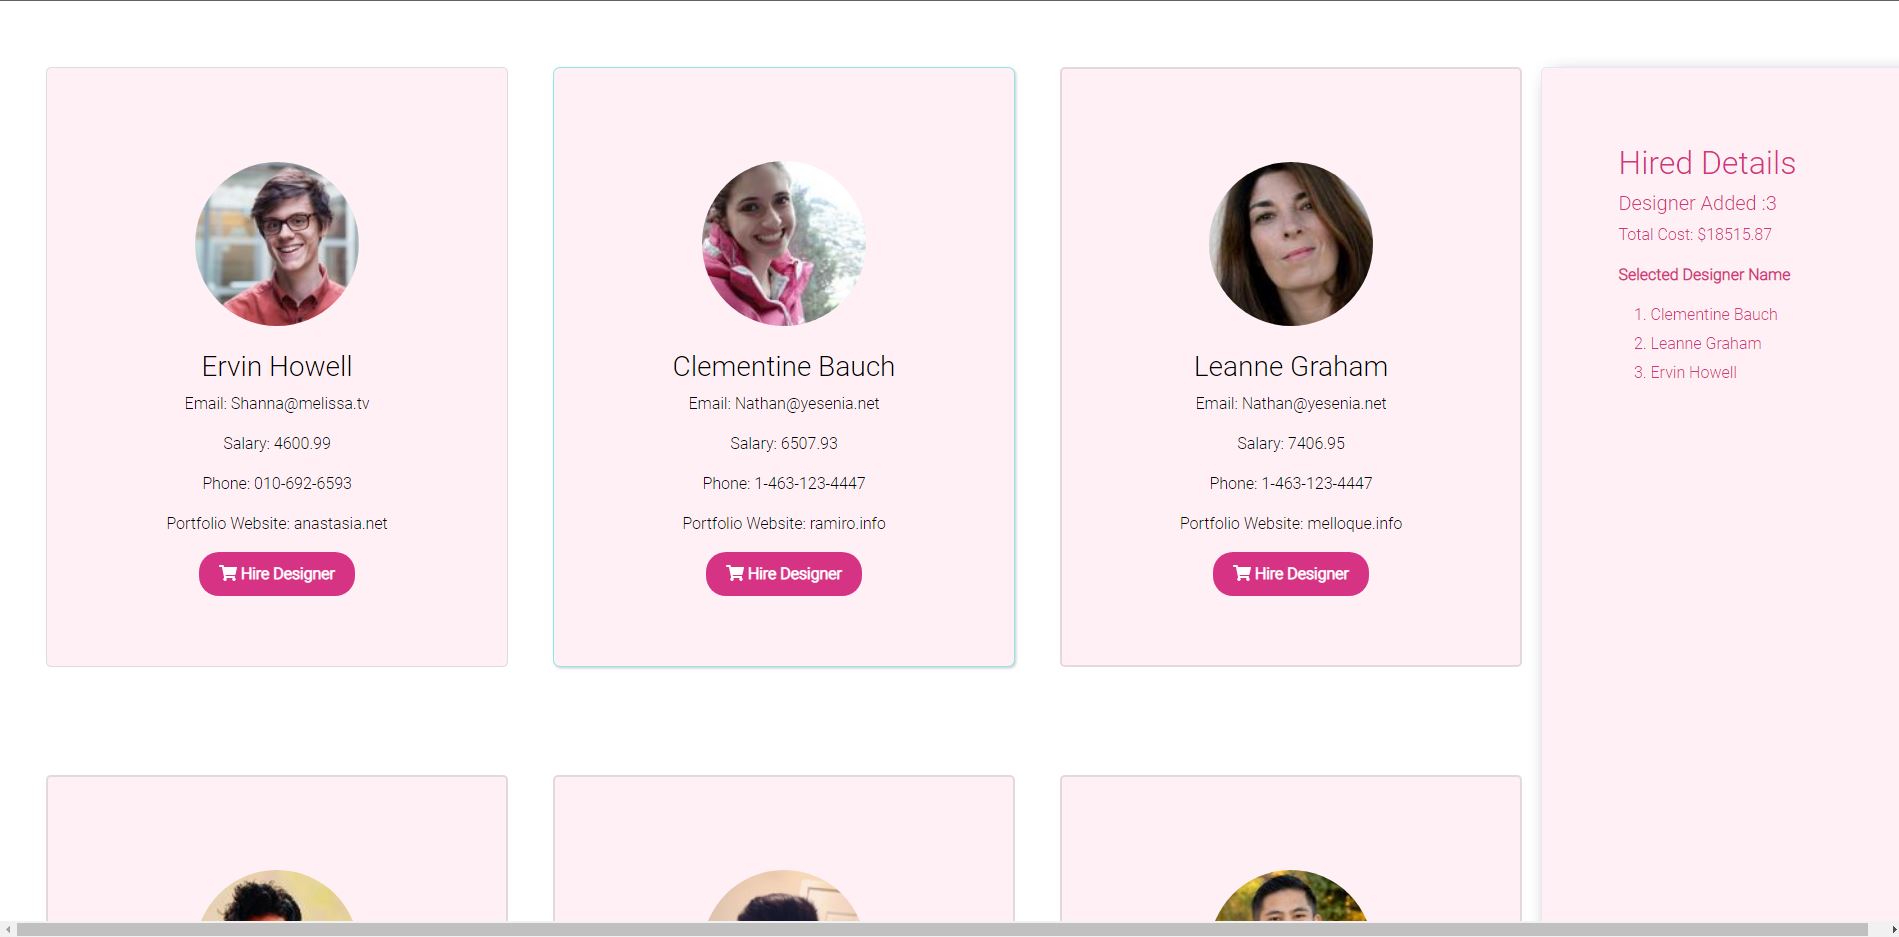 Ervin Howell
Email: Shanna@melissa.tv
Salary: 4600.99
Phone: 010-692-6593
Portfolio Website: anastasia.net
Hire Designer
Clementine Bauch
Email: Nathan@yesenia.net
Salary: 6507.93
Phone: 1-463-123-4447
Portfolio Website: ramiro.info
Hire Designer
Leanne Graham
Email: Nathan@yesenia.net
Salary: 7406.95
Phone: 1-463-123-4447
Portfolio Website: melloque.info
Hire Designer
Hired Details
Designer Added :3
Total Cost: $18515.87
Selected Designer Name
1. Clementine Bauch
2. Leanne Graham
3. Ervin Howell